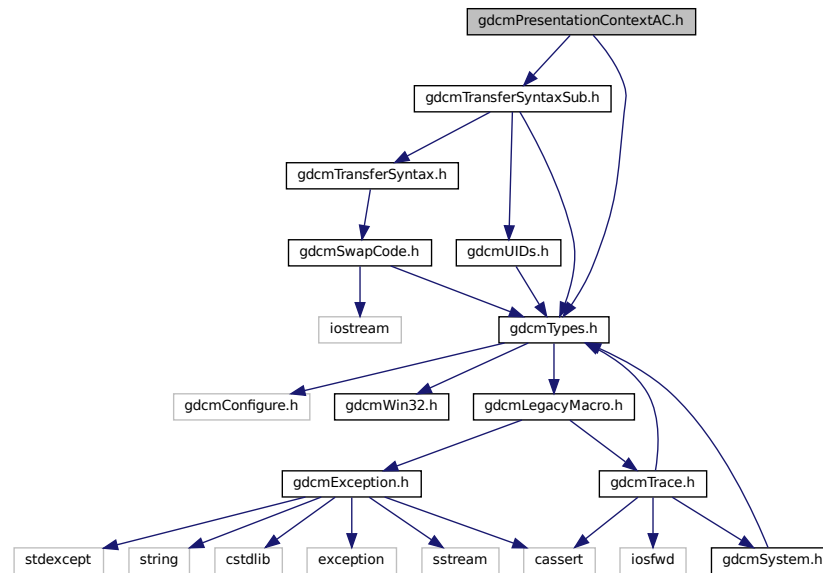 gdcmPresentationContextAC.h
gdcmTransferSyntaxSub.h
gdcmTransferSyntax.h
gdcmSwapCode.h
gdcmUIDs.h
iostream
gdcmTypes.h
gdcmConfigure.h
gdcmWin32.h
gdcmLegacyMacro.h
gdcmException.h
gdcmTrace.h
stdexcept
string
cstdlib
exception
sstream
cassert
iosfwd
gdcmSystem.h